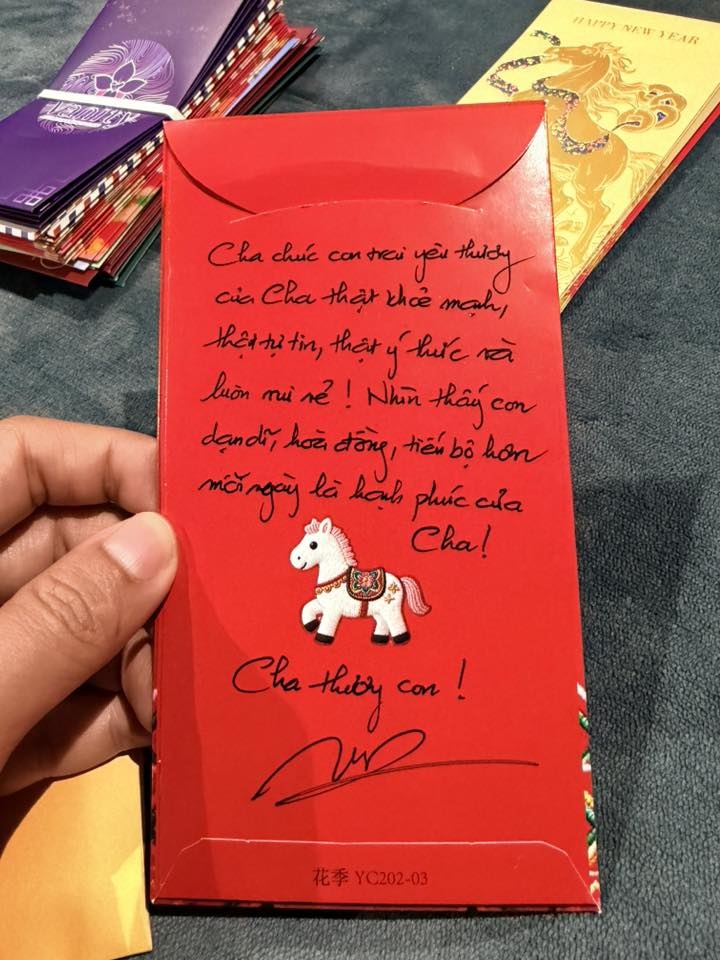 Vanny
HAPPY NEW YEAR
Cha chúc con trai yêu thương
của Cha thật khoẻ mạnh,
thật tự tin, thật ý thức và
luôn vui vẻ! Nhìn thấy con
dạn dĩ, hoà đồng, tiến bộ hơn
mỗi ngày là hạnh phúc của
Cha!
Cha thương con!
花季 YC202-03